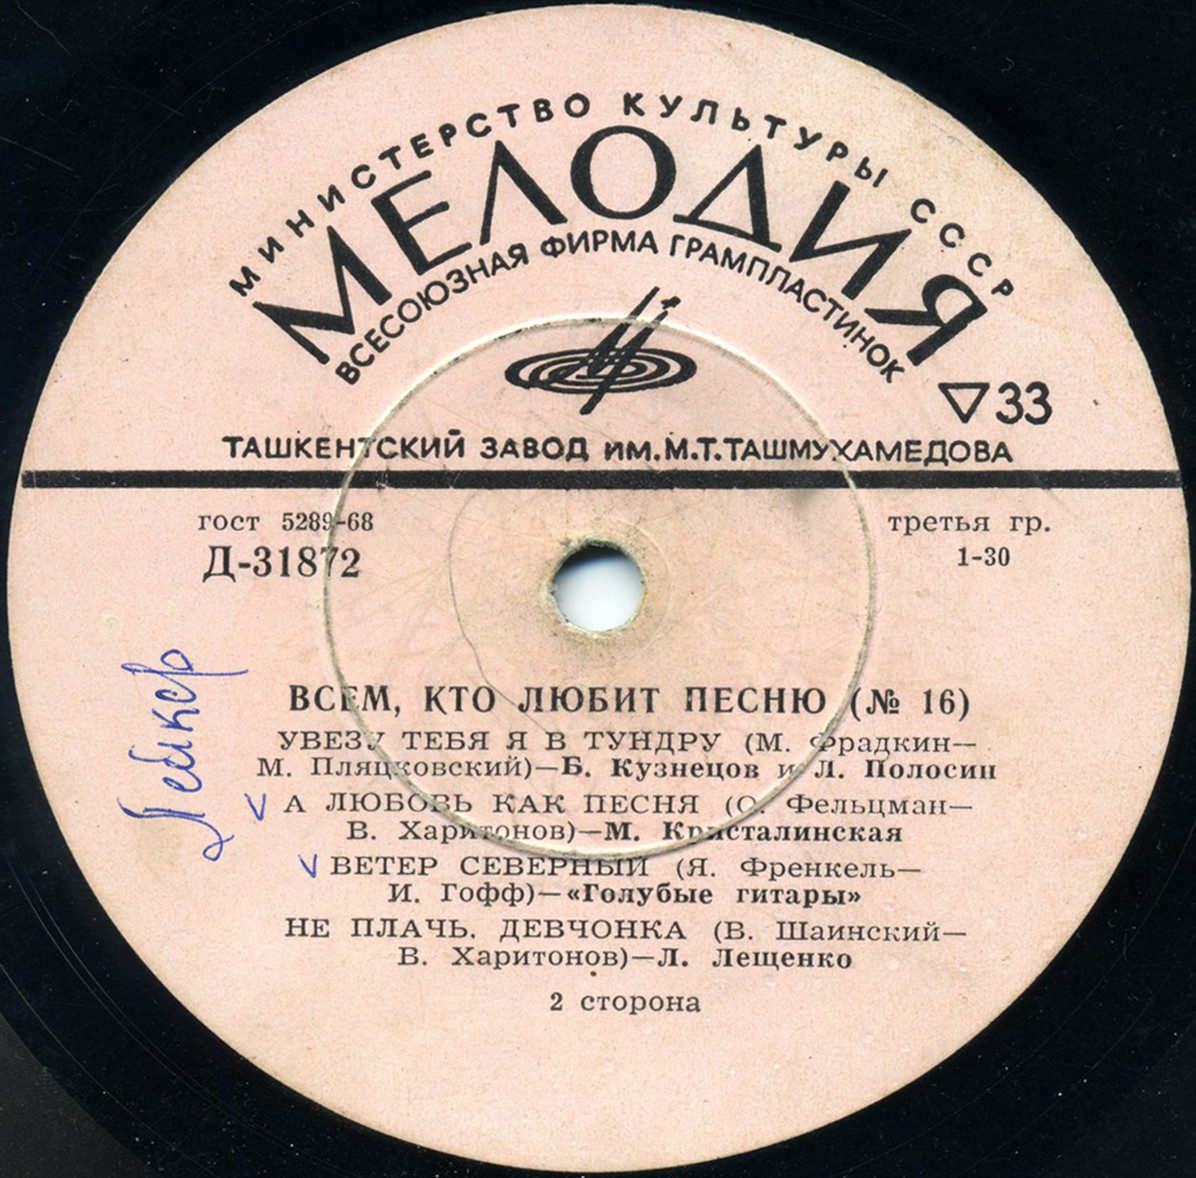 МИНИСТЕРСТВО КУЛЬТУРЫ СССР
МЕЛОДИЯ
ВСЕСОЮЗНАЯ ФИРМА ГРАМПЛАСТИНОК
▽33
ТАШКЕНТСКИЙ ЗАВОД ИМ.М.Т.ТАШМУХАМЕДОВА
гост 5289-68
третья гр.
Д-31872
1-30
ВСЕМ, КТО ЛЮБИТ ПЕСНЮ (№ 16)
УВЕЗУ ТЕБЯ Я В ТУНДРУ (М. Фрадкин—
М. Пляцковский)—Б. Кузнецов и Л. Полосин
А ЛЮБОВЬ КАК ПЕСНЯ (О. Фельцман—
В. Харитонов)—М. Кристалинская
ВЕТЕР СЕВЕРНЫЙ (Я. Френкель—
И. Гофф)—«Голубые гитары»
НЕ ПЛАЧЬ. ДЕВЧОНКА (В. Шаинский—
В. Харитонов)—Л. Лещенко
2 сторона